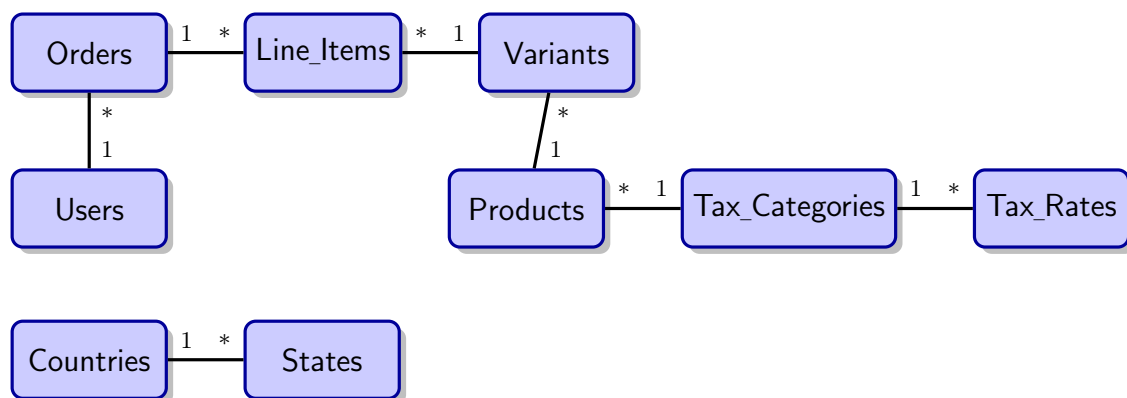 Orders 1 * Line_Items * 1 Variants
* *
1 1
Users Products * 1 Tax_Categories 1 * Tax_Rates
Countries 1 * States